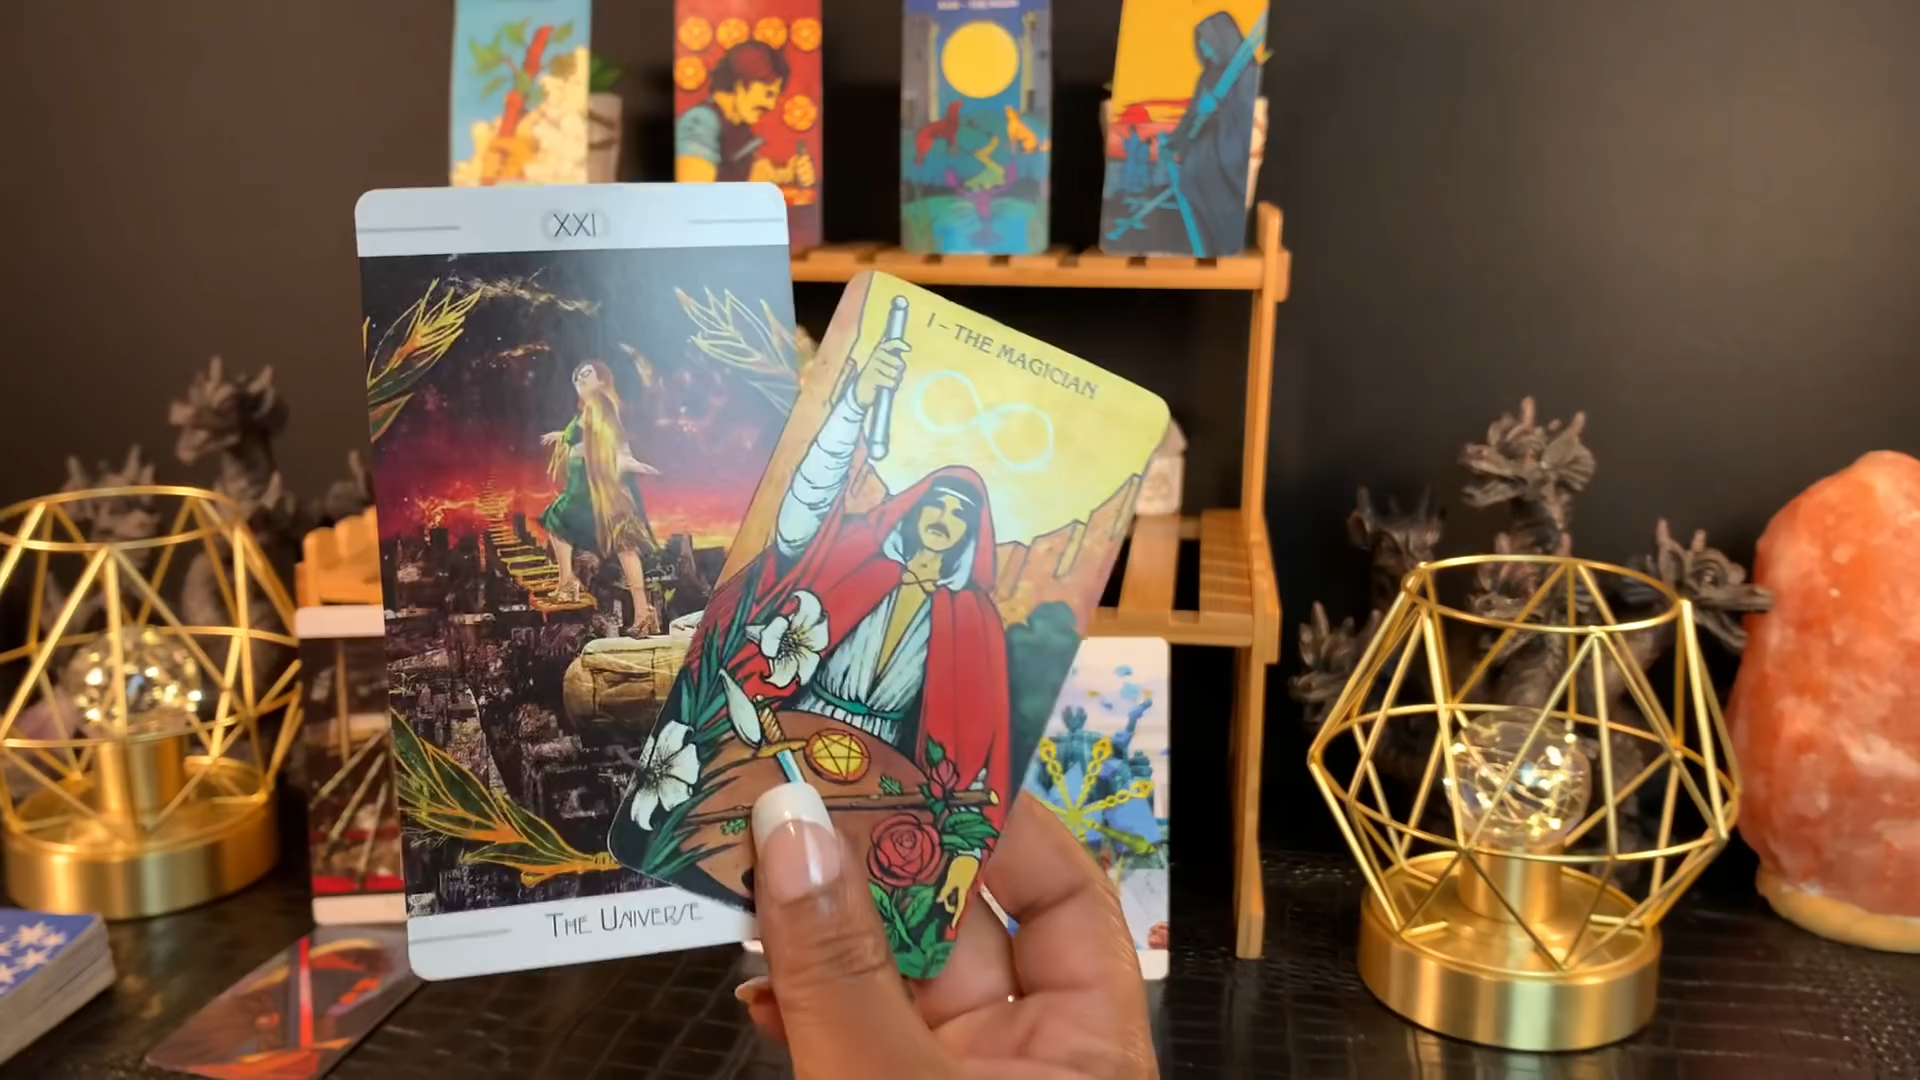 XXI
THE UNIVERSE
I – THE MAGICIAN